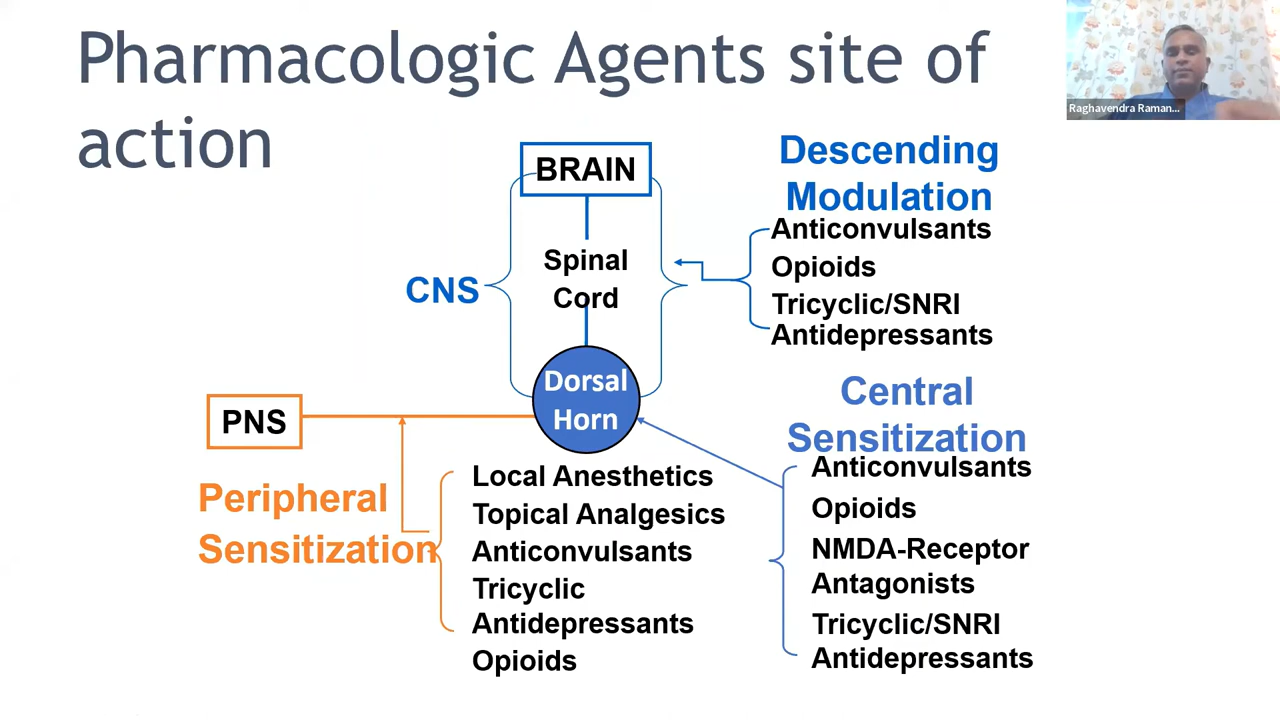 Pharmacologic Agents site of
action
Raghavendra Raman...
BRAIN
Spinal
Cord
CNS
Dorsal
Horn
PNS
Descending
Modulation
Anticonvulsants
Opioids
Tricyclic/SNRI
Antidepressants
Peripheral
Sensitization
Local Anesthetics
Topical Analgesics
Anticonvulsants
Tricyclic
Antidepressants
Opioids
Central
Sensitization
Anticonvulsants
Opioids
NMDA-Receptor
Antagonists
Tricyclic/SNRI
Antidepressants